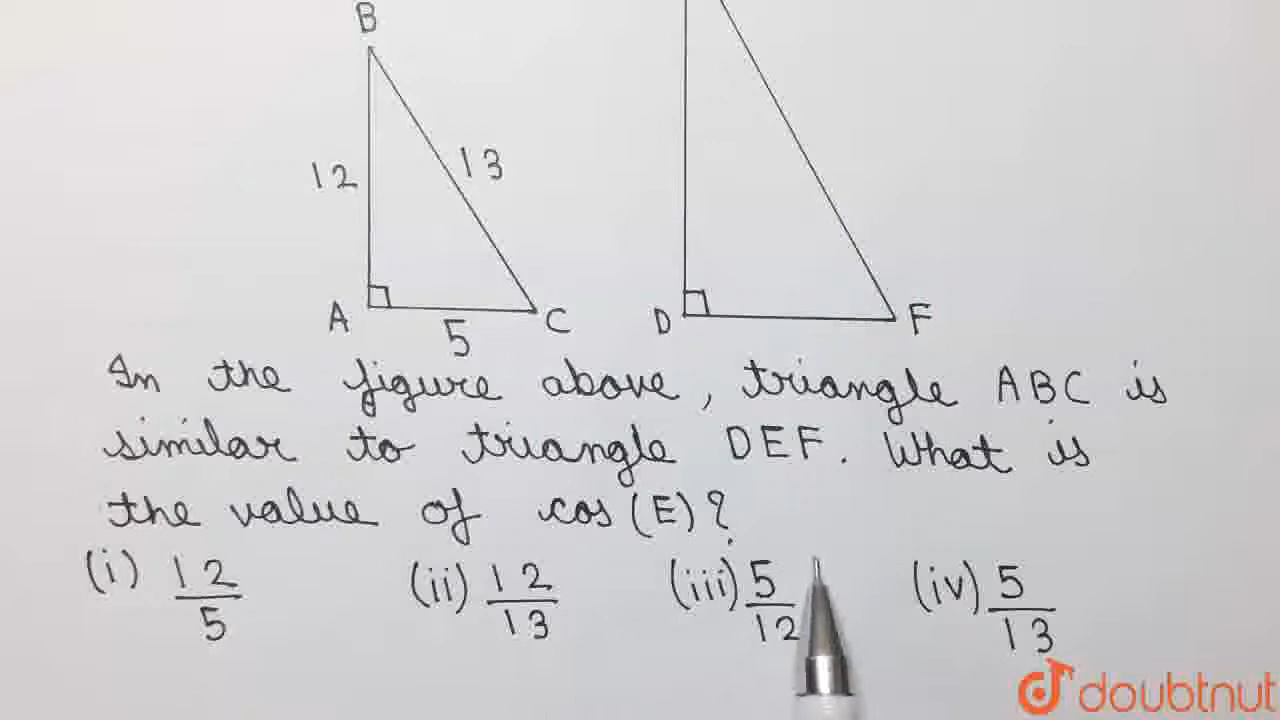 B
12
13
A
5
C
D
F
In the figure above, triangle ABC is
similar to triangle DEF. What is
the value of cos(E)?
(i) 12/5 (ii) 12/13 (iii) 5/12 (iv) 5/13
doubtnut